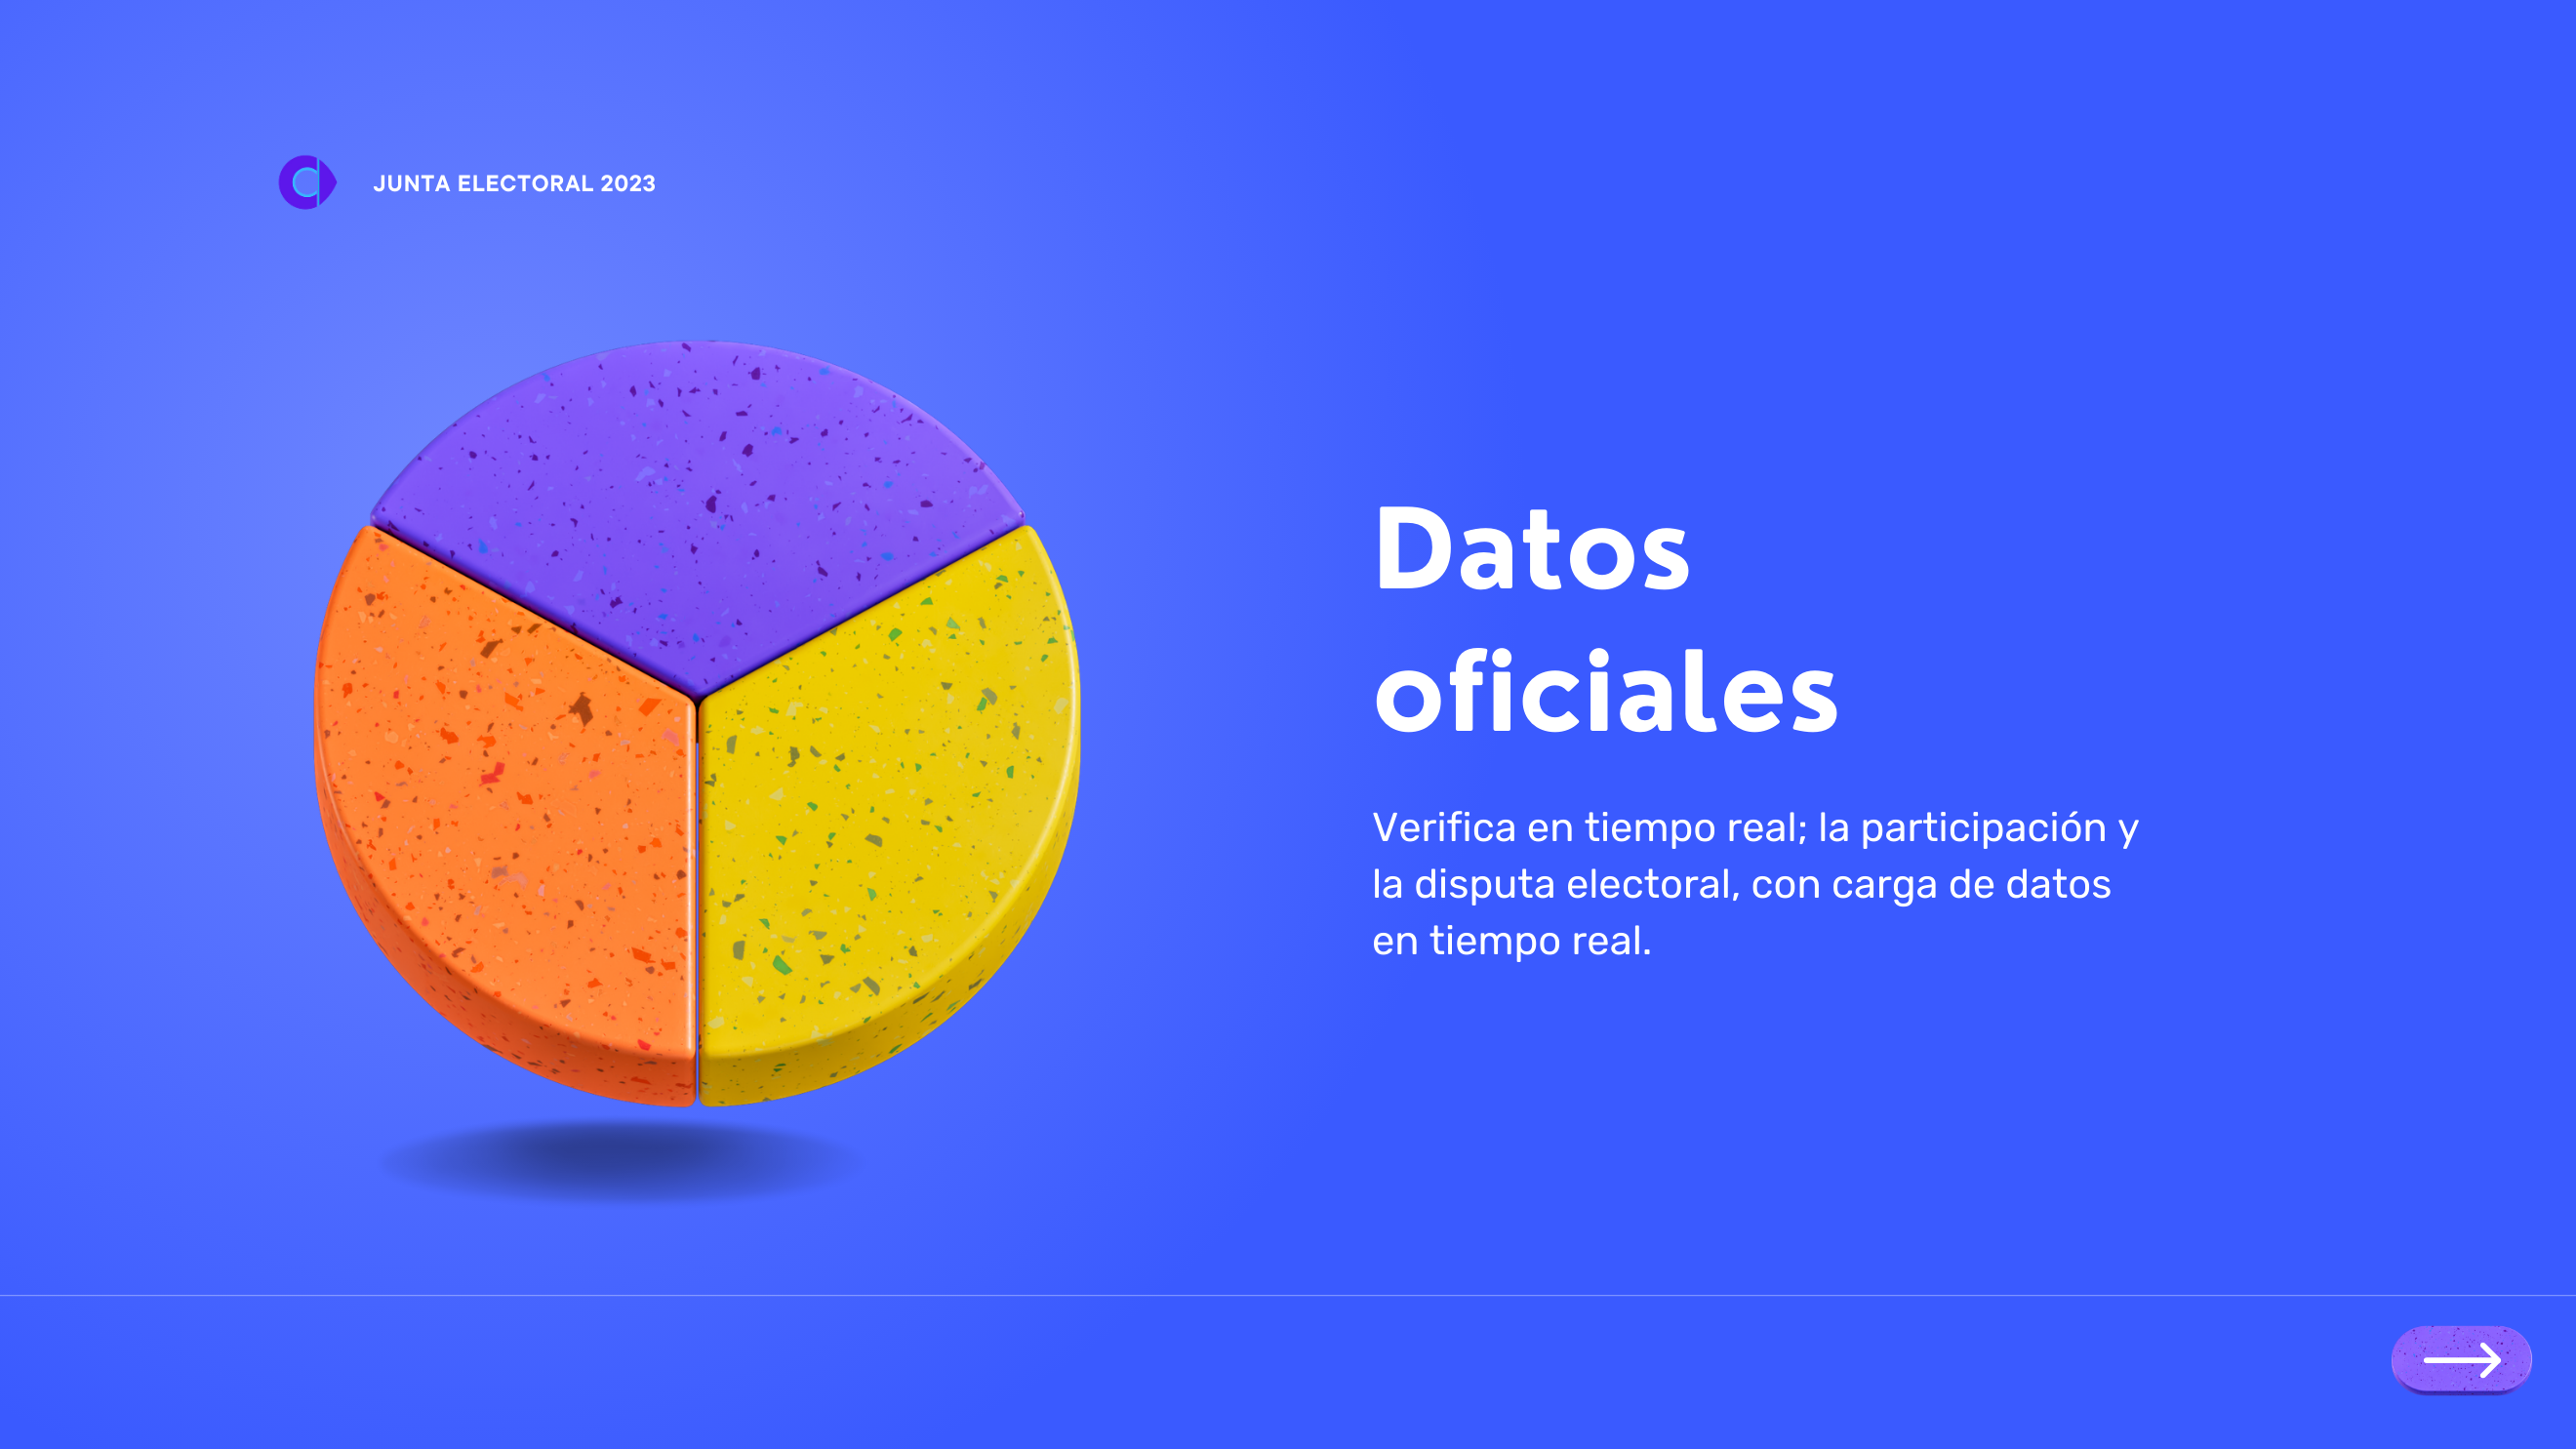 JUNTA ELECTORAL 2023
Datos
oficiales
Verifica en tiempo real; la participación y
la disputa electoral, con carga de datos
en tiempo real.